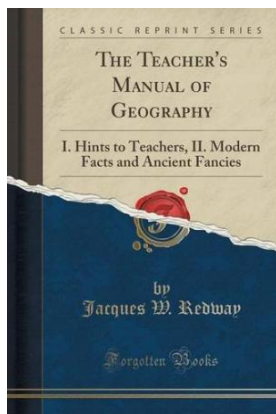 CLASSIC REPRINT SERIES
THE TEACHER'S
MANUAL OF
GEOGRAPHY
I. Hints to Teachers, II. Modern
Facts and Ancient Fancies
by
Jacques W. Redway
Forgotten Books